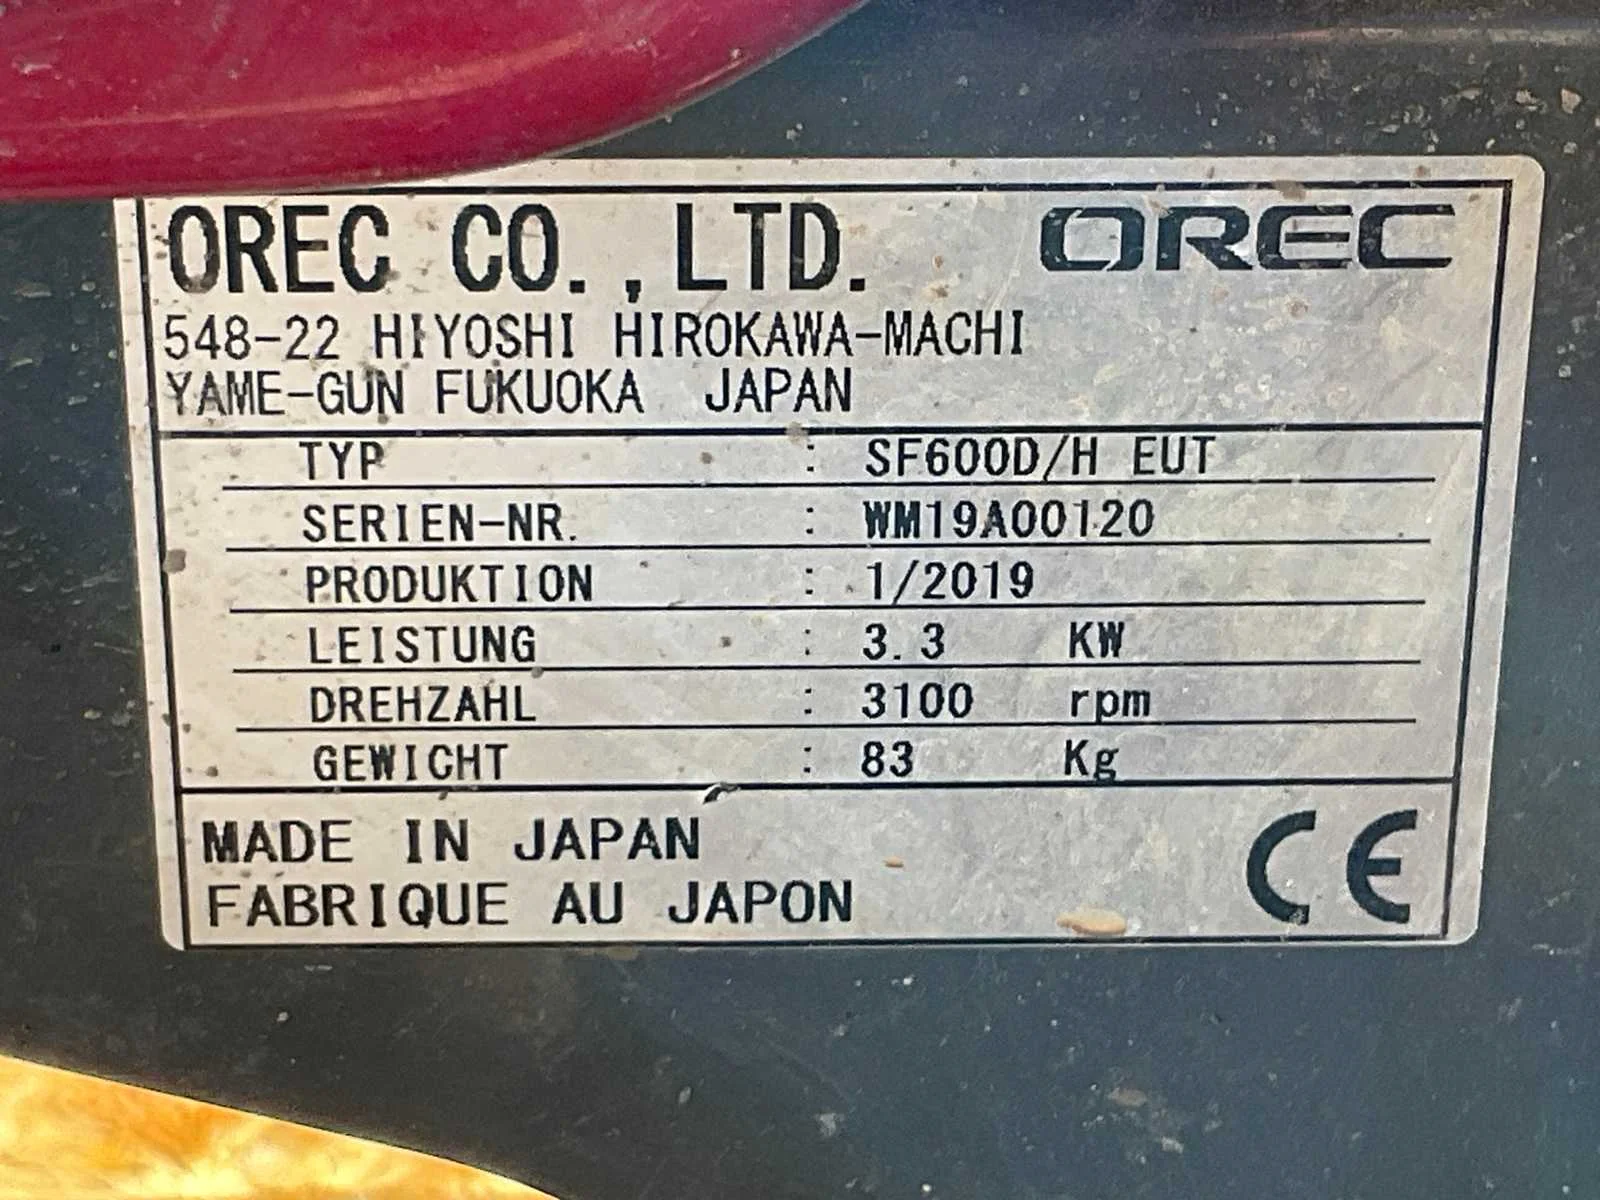 OREC CO.,LTD. OREC
548-22 HIYOSHI HIROKAWA-MACHI
YAME-GUN FUKUOKA JAPAN
TYP : SF600D/H EUT
SERIEN-NR. : WM19A00120
PRODUKTION : 1/2019
LEISTUNG : 3.3 KW
DREHZAHL : 3100 rpm
GEWICHT : 83 Kg
MADE IN JAPAN
FABRIQUE AU JAPON
CE